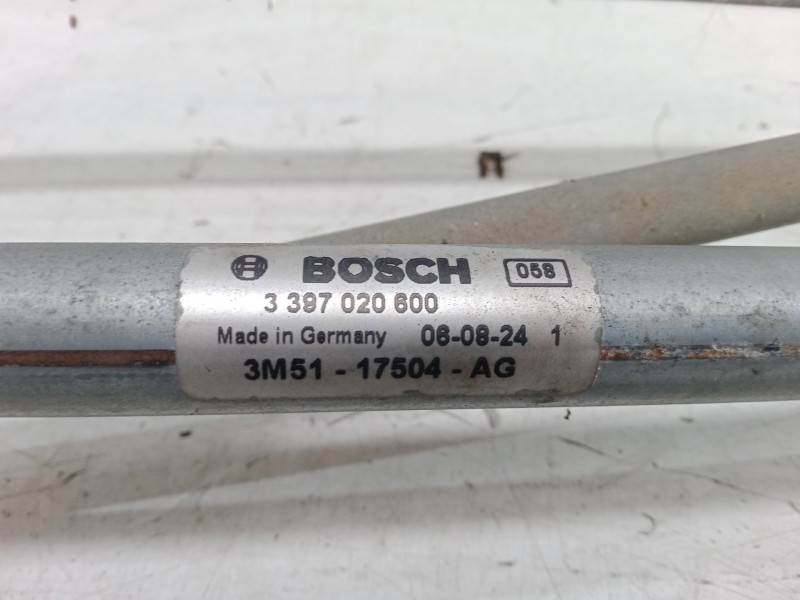 BOSCH 058
3 397 020 600
Made in Germany 06-08-24 1
3M51 - 17504 - AG